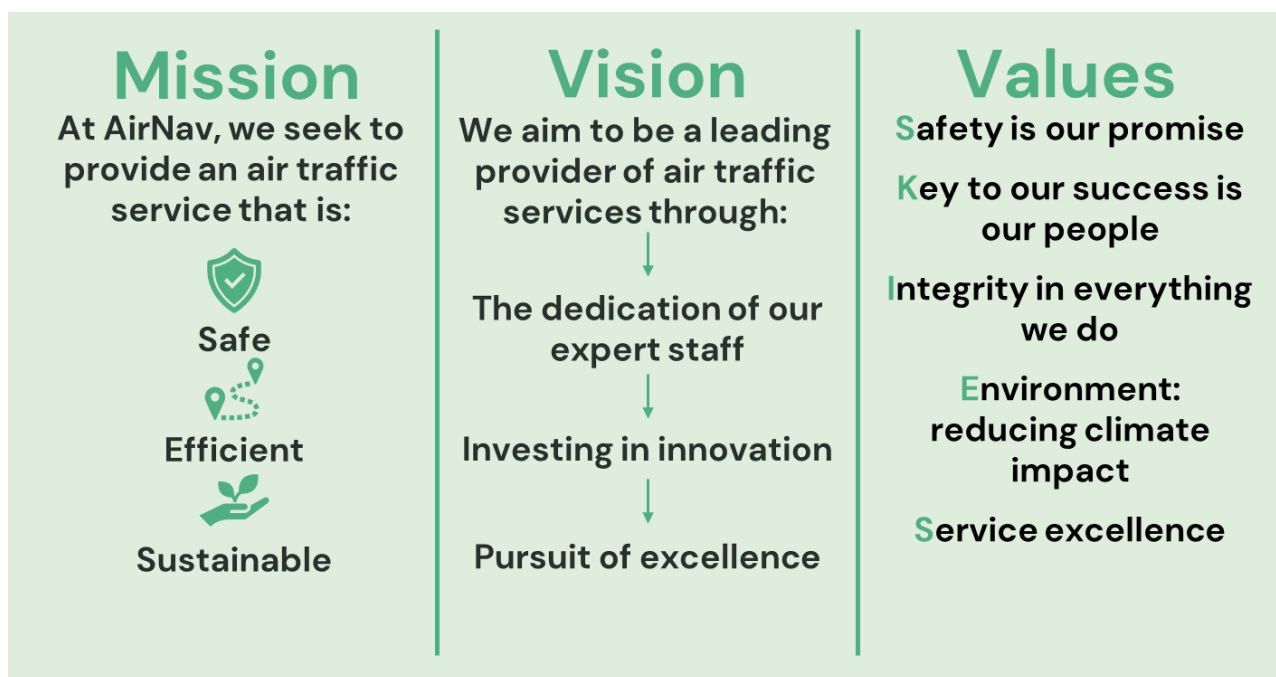 Mission
At AirNav, we seek to
provide an air traffic
service that is:
Safe
Efficient
Sustainable
Vision
We aim to be a leading
provider of air traffic
services through:
The dedication of our
expert staff
Investing in innovation
Pursuit of excellence
Values
Safety is our promise
Key to our success is
our people
Integrity in everything
we do
Environment:
reducing climate
impact
Service excellence